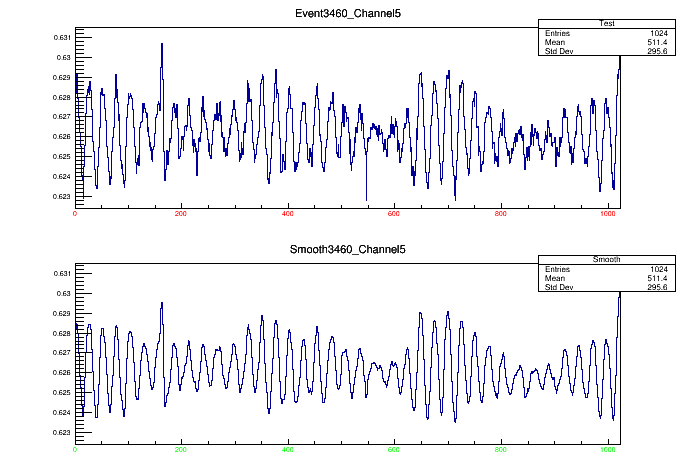 Event3460_Channel5
Test
Entries 1024
Mean 511.4
Std Dev 295.6
0.631
0.63
0.629
0.628
0.627
0.626
0.625
0.624
0.623
0 200 400 600 800 1000
Smooth3460_Channel5
Smooth
Entries 1024
Mean 511.4
Std Dev 295.6
0.631
0.63
0.629
0.628
0.627
0.626
0.625
0.624
0.623
0 200 400 600 800 1000